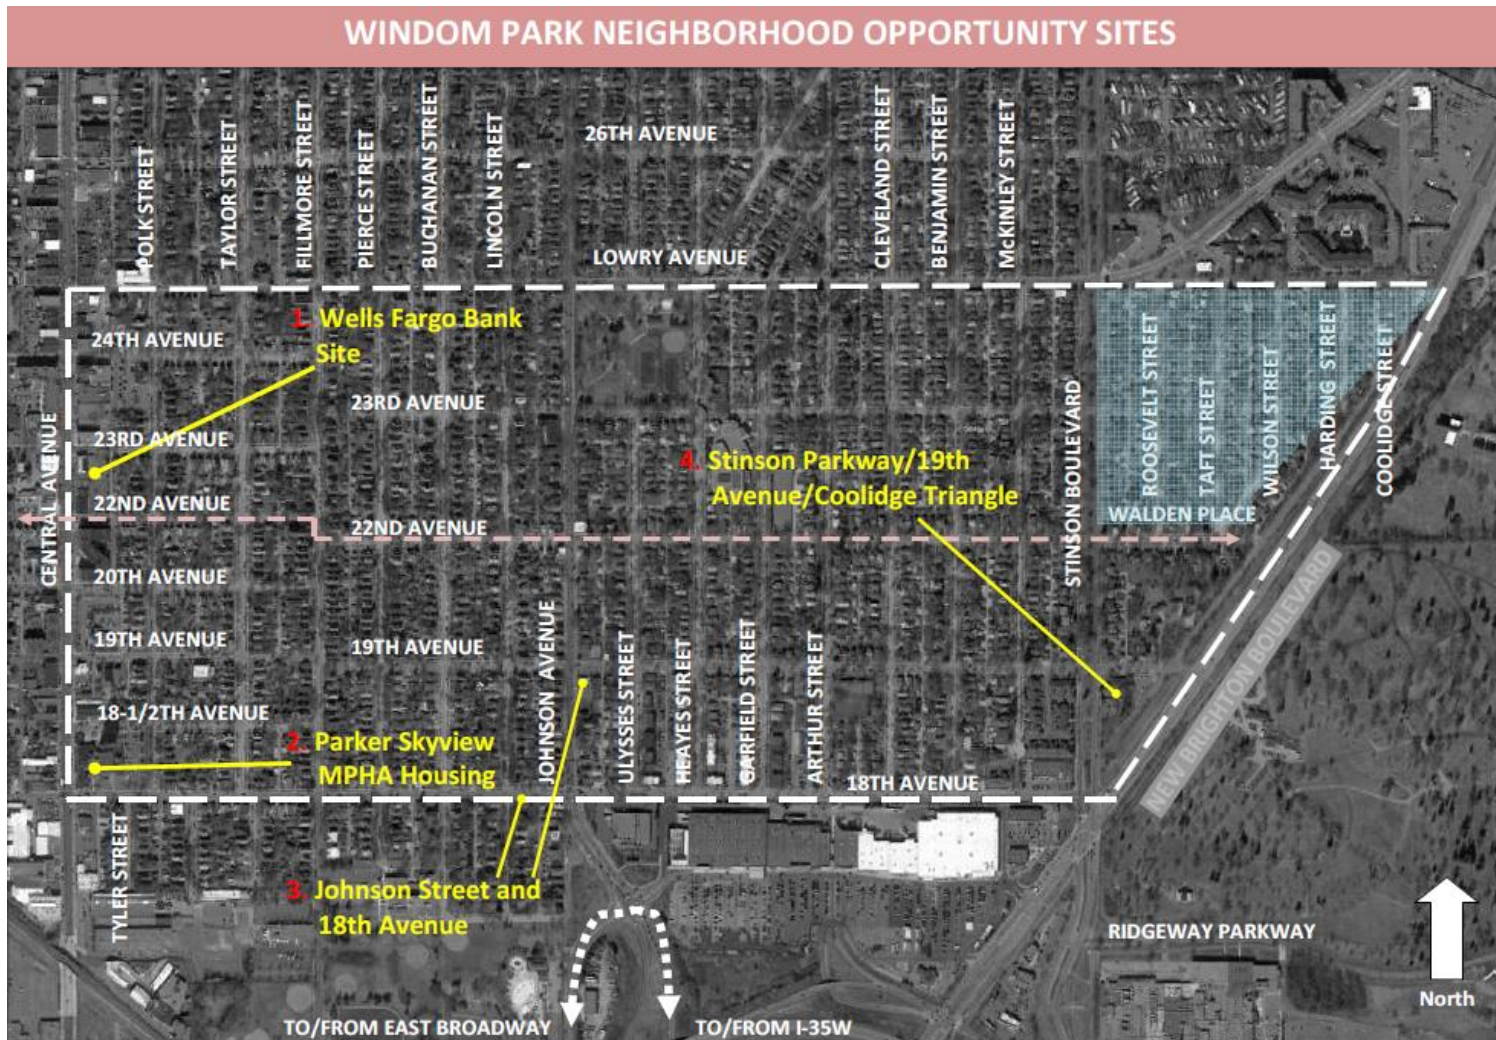 WINDOM PARK NEIGHBORHOOD OPPORTUNITY SITES
POLK STREET
TAYLOR STREET
FILLMORE STREET
PIERCE STREET
BUCHANAN STREET
LINCOLN STREET
26TH AVENUE
LOWRY AVENUE
CLEVELAND STREET
BENJAMIN STREET
McKINLEY STREET
1. Wells Fargo Bank
Site
24TH AVENUE
23RD AVENUE
23RD AVENUE
CENTRAL AVENUE
22ND AVENUE
22ND AVENUE
4. Stinson Parkway/19th
Avenue/Coolidge Triangle
STINSON BOULEVARD
ROOSEVELT STREET
TAFT STREET
WILSON STREET
HARDING STREET
COOLIDGE STREET
WALDEN PLACE
NEW BRIGHTON BOULEVARD
20TH AVENUE
19TH AVENUE
19TH AVENUE
18-1/2TH AVENUE
2. Parker Skyview
MPHA Housing
JOHNSON AVENUE
ULYSSES STREET
HEAYES STREET
GARFIELD STREET
ARTHUR STREET
18TH AVENUE
TYLER STREET
3. Johnson Street and
18th Avenue
RIDGEWAY PARKWAY
North
TO/FROM EAST BROADWAY
TO/FROM I-35W